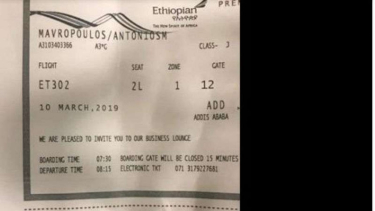 PRE
Ethiopian
የኢትዮጵያ
THE NEW SPIRIT OF AFRICA
MAVROPOULOS/ANTONIOSM
A3103403366 A3*G CLASS- J
FLIGHT SEAT ZONE GATE
ET302 2L 1 12
10 MARCH,2019 ADD
ADDIS ABABA
WE ARE PLEASED TO INVITE YOU TO OUR BUSINESS LOUNGE
BOARDING TIME 07:30 BOARDING GATE WILL BE CLOSED 15 MINUTES
DEPARTURE TIME 08:15 ELECTRONIC TKT 071 3179227681